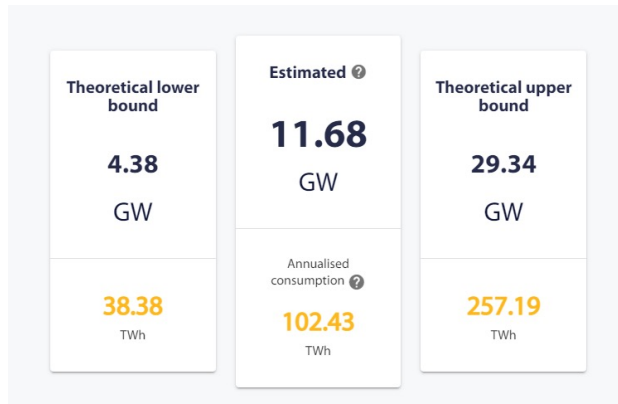 Theoretical lower
bound
4.38
GW
38.38
TWh
Estimated ?
11.68
GW
Annualised
consumption ?
102.43
TWh
Theoretical upper
bound
29.34
GW
257.19
TWh